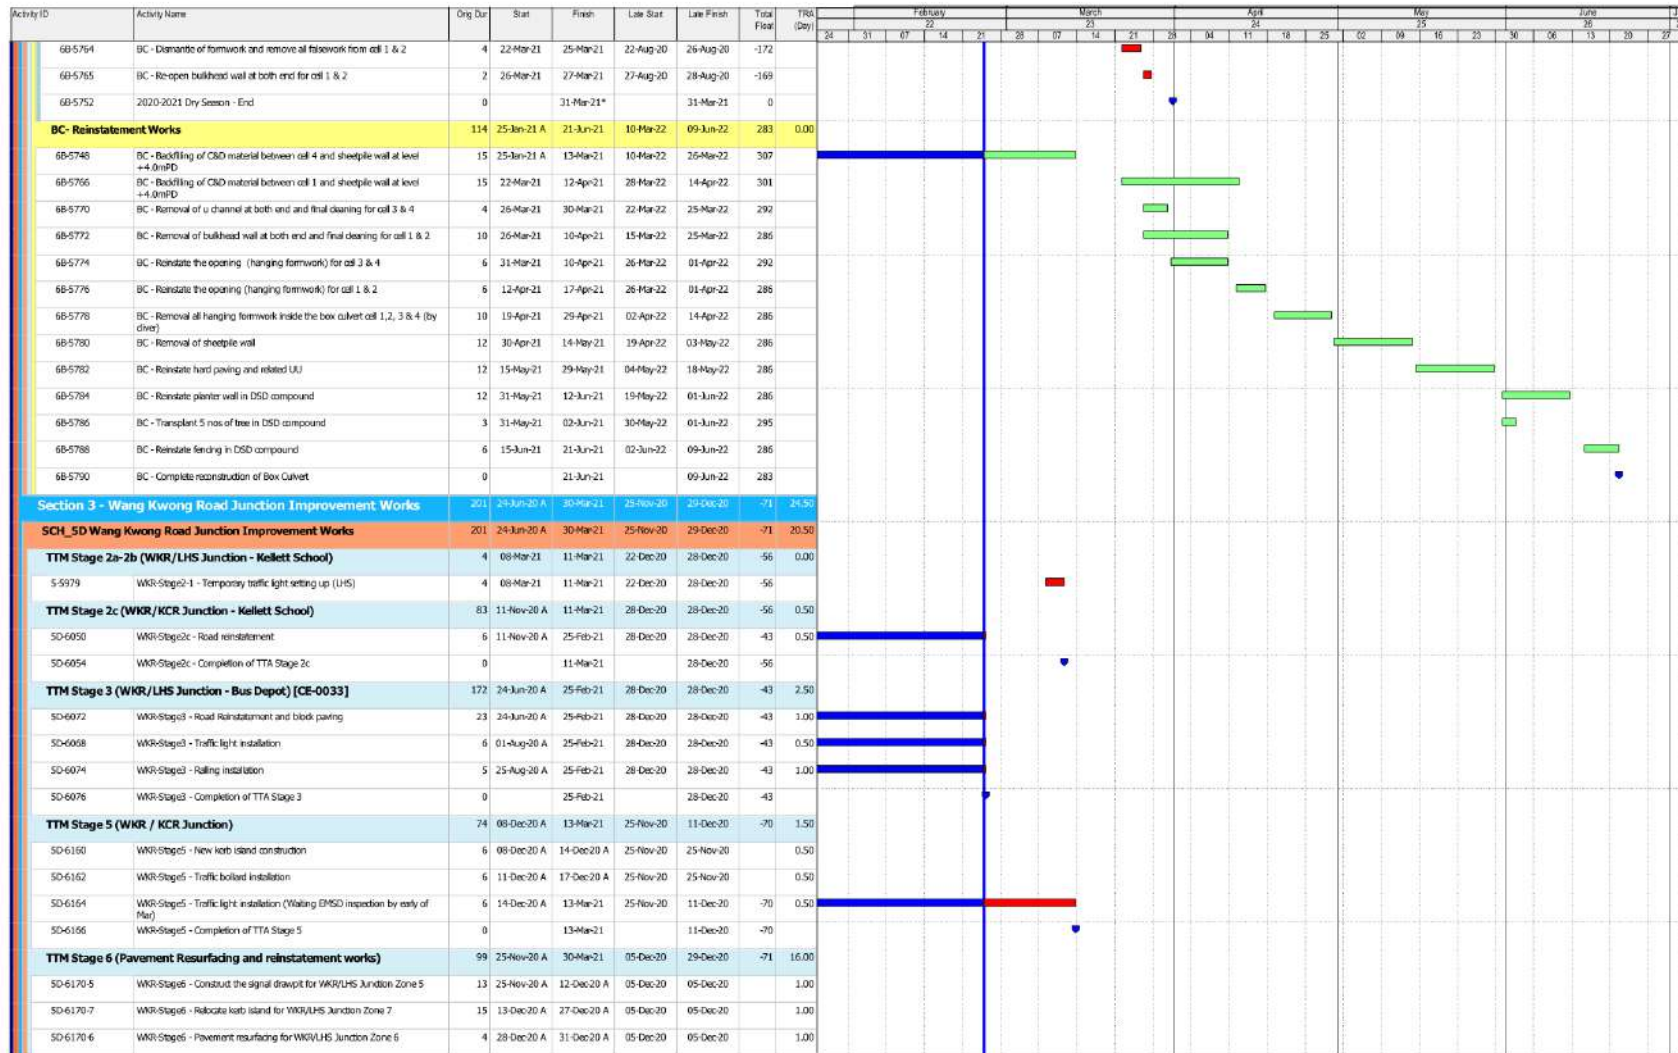 Activity ID Activity Name Orig Dur Start Finish Late Start Late Finish Total Float TRA (Day) February March April May June
22 23 24 25 26
24 31 07 14 21 28 07 14 21 28 04 11 18 25 02 09 16 23 30 06 13 20 27
6B-5764 BC - Dismantle of formwork and remove all falsework from cell 1 & 2 4 22-Mar-21 25-Mar-21 22-Aug-20 26-Aug-20 -172
6B-5765 BC - Re-open bulkhead wall at both end for cell 1 & 2 2 26-Mar-21 27-Mar-21 27-Aug-20 28-Aug-20 -169
6B-5752 2020-2021 Dry Season - End 0 31-Mar-21* 31-Mar-21 0
BC- Reinstatement Works 114 25-Jan-21 A 21-Jun-21 10-Mar-22 09-Jun-22 283 0.00
6B-5748 BC - Backfilling of C&D material between cell 4 and sheetpile wall at level 15 25-Jan-21 A 13-Mar-21 10-Mar-22 26-Mar-22 307
+4.0mPD
6B-5766 BC - Backfilling of C&D material between cell 1 and sheetpile wall at level 15 22-Mar-21 12-Apr-21 28-Mar-22 14-Apr-22 301
+4.0mPD
6B-5770 BC - Removal of u channel at both end and final cleaning for cell 3 & 4 4 26-Mar-21 30-Mar-21 22-Mar-22 25-Mar-22 292
6B-5772 BC - Removal of bulkhead wall at both end and final cleaning for cell 1 & 2 10 26-Mar-21 10-Apr-21 15-Mar-22 25-Mar-22 286
6B-5774 BC - Reinstate the opening (hanging formwork) for cell 3 & 4 6 31-Mar-21 10-Apr-21 26-Mar-22 01-Apr-22 292
6B-5776 BC - Reinstate the opening (hanging formwork) for cell 1 & 2 6 12-Apr-21 17-Apr-21 26-Mar-22 01-Apr-22 286
6B-5778 BC - Removal all hanging formwork inside the box culvert cell 1,2, 3 & 4 (by 10 19-Apr-21 29-Apr-21 02-Apr-22 14-Apr-22 286
diver)
6B-5780 BC - Removal of sheetpile wall 12 30-Apr-21 14-May-21 19-Apr-22 03-May-22 286
6B-5782 BC - Reinstate hard paving and related UU 12 15-May-21 29-May-21 04-May-22 18-May-22 286
6B-5784 BC - Reinstate planter wall in DSD compound 12 31-May-21 12-Jun-21 19-May-22 01-Jun-22 286
6B-5786 BC - Transplant 5 nos of tree in DSD compound 3 31-May-21 02-Jun-21 30-May-22 01-Jun-22 295
6B-5788 BC - Reinstate fencing in DSD compound 6 15-Jun-21 21-Jun-21 02-Jun-22 09-Jun-22 286
6B-5790 BC - Complete reconstruction of Box Culvert 0 21-Jun-21 09-Jun-22 283
Section 3 - Wang Kwong Road Junction Improvement Works 201 24-Jun-20 A 30-Mar-21 25-Nov-20 29-Dec-20 -71 24.50
SCH_5D Wang Kwong Road Junction Improvement Works 201 24-Jun-20 A 30-Mar-21 25-Nov-20 29-Dec-20 -71 20.50
TTM Stage 2a-2b (WKR/LHS Junction - Kellett School) 4 08-Mar-21 11-Mar-21 22-Dec-20 28-Dec-20 -56 0.00
S-5979 WKR-Stage2-1 - Temporary traffic light setting up (LHS) 4 08-Mar-21 11-Mar-21 22-Dec-20 28-Dec-20 -56
TTM Stage 2c (WKR/KCR Junction - Kellett School) 83 11-Nov-20 A 11-Mar-21 28-Dec-20 28-Dec-20 -56 0.50
5D-6050 WKR-Stage2c - Road reinstatement 6 11-Nov-20 A 25-Feb-21 28-Dec-20 28-Dec-20 -43 0.50
5D-6054 WKR-Stage2c - Completion of TTA Stage 2c 0 11-Mar-21 28-Dec-20 -56
TTM Stage 3 (WKR/LHS Junction - Bus Depot) [CE-0033] 172 24-Jun-20 A 25-Feb-21 28-Dec-20 28-Dec-20 -43 2.50
5D-6072 WKR-Stage3 - Road Reinstatement and block paving 23 24-Jun-20 A 25-Feb-21 28-Dec-20 28-Dec-20 -43 1.00
5D-6068 WKR-Stage3 - Traffic light installation 6 01-Aug-20 A 25-Feb-21 28-Dec-20 28-Dec-20 -43 0.50
5D-6074 WKR-Stage3 - Railing installation 5 25-Aug-20 A 25-Feb-21 28-Dec-20 28-Dec-20 -43 1.00
5D-6076 WKR-Stage3 - Completion of TTA Stage 3 0 25-Feb-21 28-Dec-20 -43
TTM Stage 5 (WKR / KCR Junction) 74 08-Dec-20 A 13-Mar-21 25-Nov-20 11-Dec-20 -70 1.50
5D-6160 WKR-Stage5 - New kerb island construction 6 08-Dec-20 A 14-Dec-20 A 25-Nov-20 25-Nov-20 0.50
5D-6162 WKR-Stage5 - Traffic bollard installation 6 11-Dec-20 A 17-Dec-20 A 25-Nov-20 25-Nov-20 0.50
5D-6164 WKR-Stage5 - Traffic light installation (Waiting EMSD inspection by early of 6 14-Dec-20 A 13-Mar-21 25-Nov-20 11-Dec-20 -70 0.50
Mar)
5D-6166 WKR-Stage5 - Completion of TTA Stage 5 0 13-Mar-21 11-Dec-20 -70
TTM Stage 6 (Pavement Resurfacing and reinstatement works) 99 25-Nov-20 A 30-Mar-21 05-Dec-20 29-Dec-20 -71 16.00
5D-6170-5 WKR-Stage6 - Construct the signal drawpit for WKR/LHS Junction Zone 5 13 25-Nov-20 A 12-Dec-20 A 05-Dec-20 05-Dec-20 1.00
5D-6170-7 WKR-Stage6 - Relocate kerb island for WKR/LHS Junction Zone 7 15 13-Dec-20 A 27-Dec-20 A 05-Dec-20 05-Dec-20 1.00
5D-6170-6 WKR-Stage6 - Pavement resurfacing for WKR/LHS Junction Zone 6 4 28-Dec-20 A 31-Dec-20 A 05-Dec-20 05-Dec-20 1.00